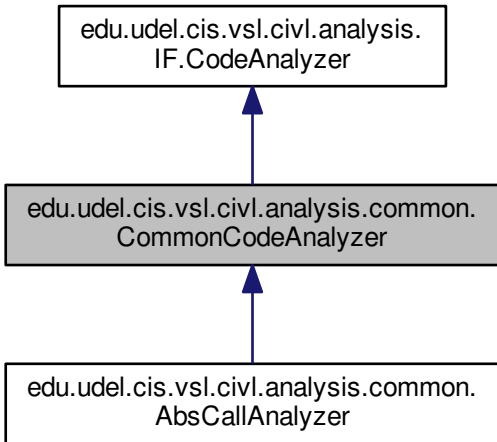 edu.udel.cis.vsl.civl.analysis.
IF.CodeAnalyzer
edu.udel.cis.vsl.civl.analysis.common.
CommonCodeAnalyzer
edu.udel.cis.vsl.civl.analysis.common.
AbsCallAnalyzer